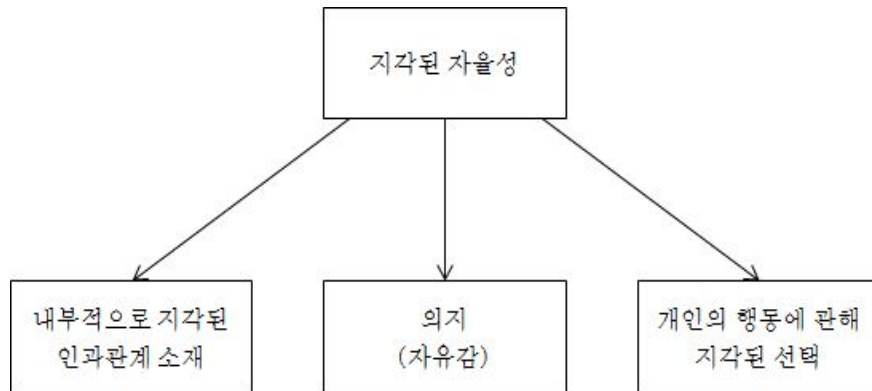 지각된 자율성
내부적으로 지각된
인과관계 소재
의지
(자유감)
개인의 행동에 관해
지각된 선택